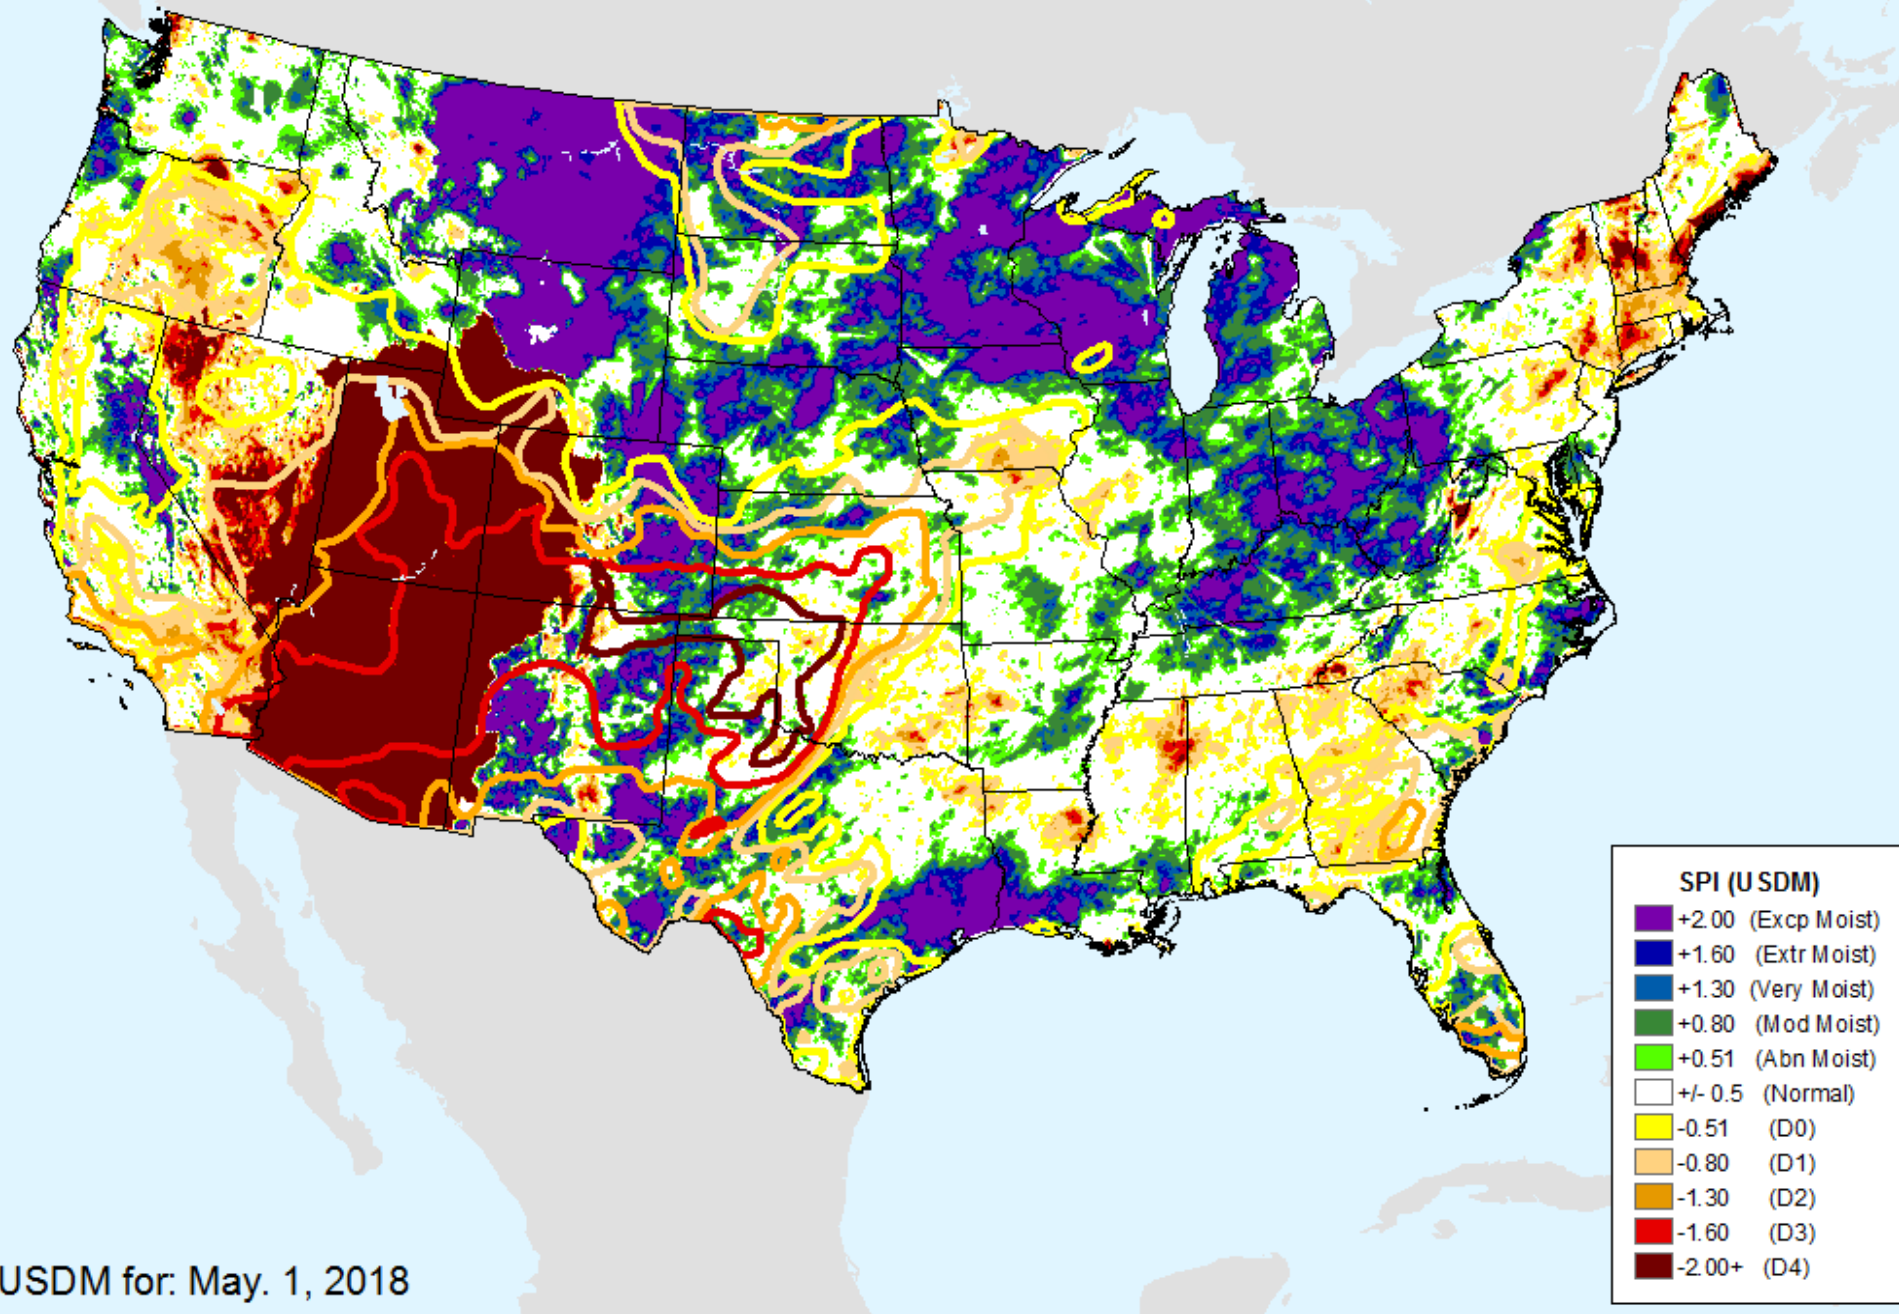 SPI (USDM)
+2.00 (Excp Moist)
+1.60 (Extr Moist)
+1.30 (Very Moist)
+0.80 (Mod Moist)
+0.51 (Abn Moist)
+/- 0.5 (Normal)
-0.51 (D0)
-0.80 (D1)
-1.30 (D2)
-1.60 (D3)
-2.00+ (D4)
USDM for: May. 1, 2018